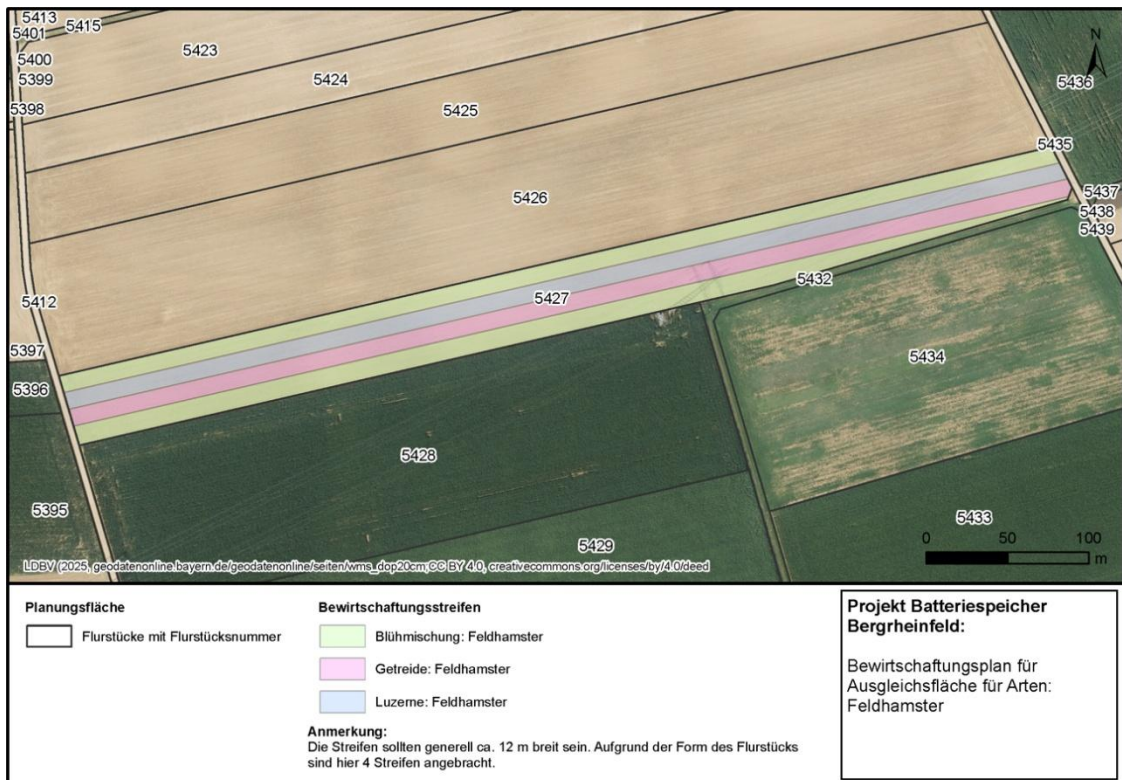 5413
5401
5415
5400
5399
5398
5423
5424
5425
5426
N
5436
5435
5437
5438
5439
5412
5427
5432
5397
5396
5434
5428
5395
5433
5429
0 50 100
m
LDBV (2025, geodatenonline.bayern.de/geodatenonline/seiten/wms_dop20cm;CC BY 4.0, creativecommons.org/licenses/by/4.0/deed
Planungsfläche
Flurstücke mit Flurstücksnummer
Bewirtschaftungsstreifen
Blühmischung: Feldhamster
Getreide: Feldhamster
Luzerne: Feldhamster
Anmerkung:
Die Streifen sollten generell ca. 12 m breit sein. Aufgrund der Form des Flurstücks
sind hier 4 Streifen angebracht.
Projekt Batteriespeicher
Bergrheinfeld:
Bewirtschaftungsplan für
Ausgleichsfläche für Arten:
Feldhamster